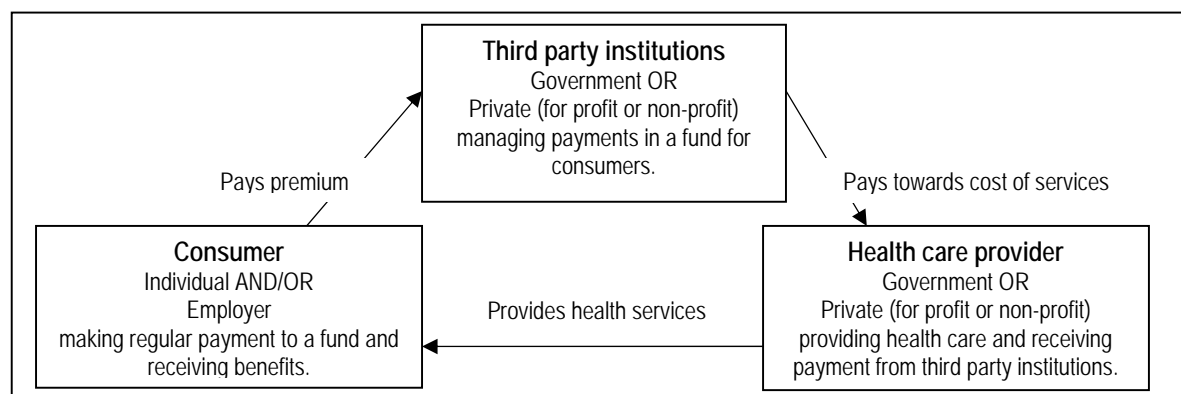 Third party institutions
Government OR
Private (for profit or non-profit)
managing payments in a fund for
consumers.
Pays premium
Pays towards cost of services
Consumer
Individual AND/OR
Employer
making regular payment to a fund and
receiving benefits.
Provides health services
Health care provider
Government OR
Private (for profit or non-profit)
providing health care and receiving
payment from third party institutions.